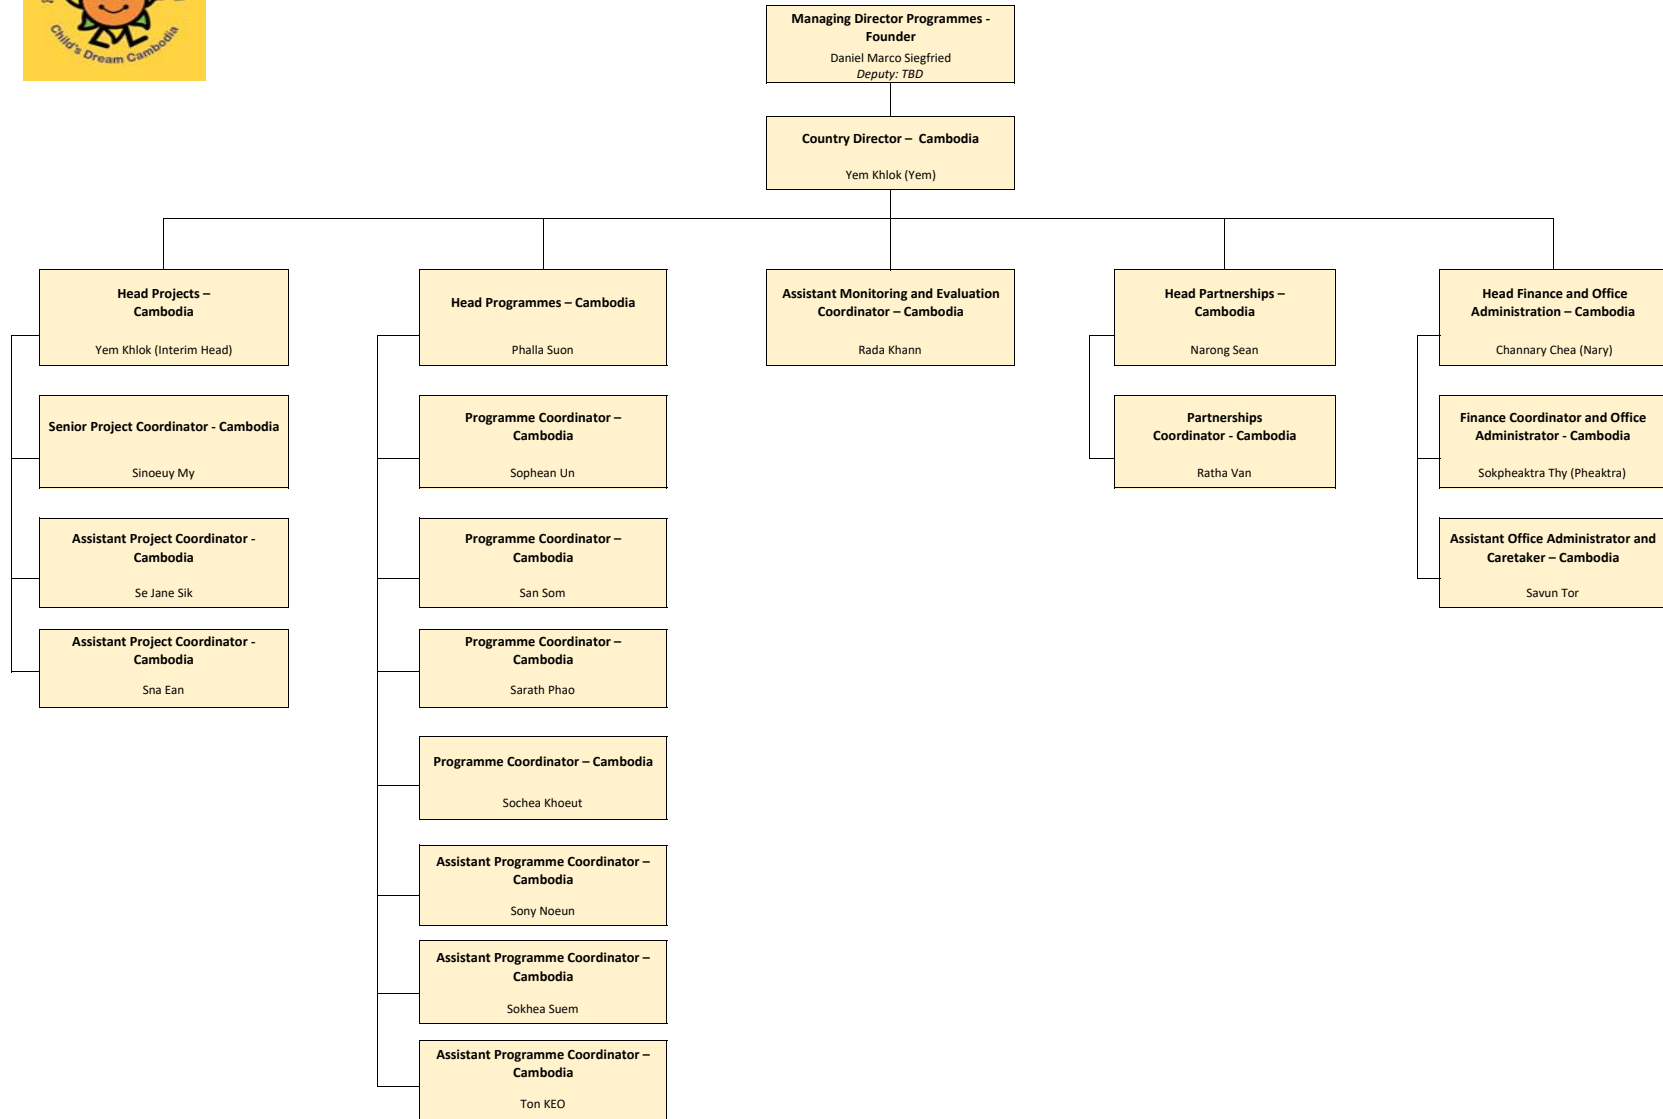 Child's Dream Cambodia
Managing Director Programmes -
Founder
Daniel Marco Siegfried
Deputy: TBD
Country Director – Cambodia
Yem Khlok (Yem)
Head Projects –
Cambodia
Yem Khlok (Interim Head)
Senior Project Coordinator - Cambodia
Sinoeuy My
Assistant Project Coordinator -
Cambodia
Se Jane Sik
Assistant Project Coordinator -
Cambodia
Sna Ean
Head Programmes – Cambodia
Phalla Suon
Programme Coordinator –
Cambodia
Sophean Un
Programme Coordinator –
Cambodia
San Som
Programme Coordinator –
Cambodia
Sarath Phao
Programme Coordinator – Cambodia
Sochea Khoeut
Assistant Programme Coordinator –
Cambodia
Sony Noeun
Assistant Programme Coordinator –
Cambodia
Sokhea Suem
Assistant Programme Coordinator –
Cambodia
Ton KEO
Assistant Monitoring and Evaluation
Coordinator – Cambodia
Rada Khann
Head Partnerships –
Cambodia
Narong Sean
Partnerships
Coordinator - Cambodia
Ratha Van
Head Finance and Office
Administration – Cambodia
Channary Chea (Nary)
Finance Coordinator and Office
Administrator - Cambodia
Sokpheaktra Thy (Pheaktra)
Assistant Office Administrator and
Caretaker – Cambodia
Savun Tor